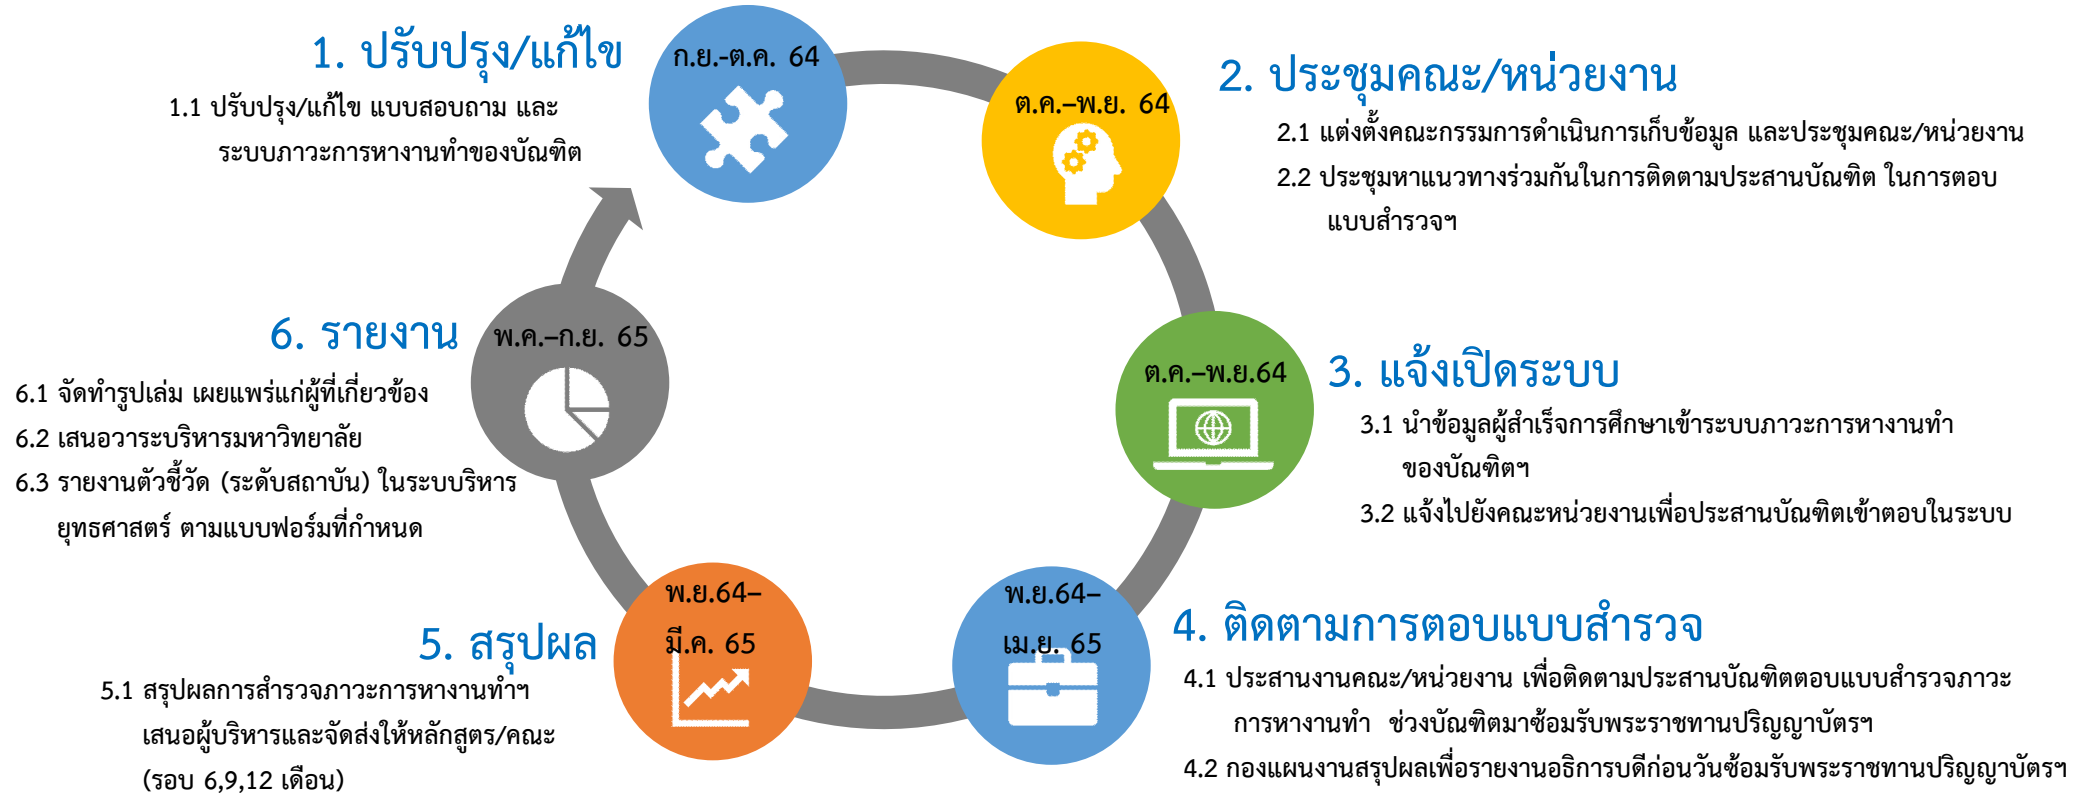 1. ปรับปรุง/แก้ไข
1.1 ปรับปรุง/แก้ไข แบบสอบถาม และ
ระบบภาวะการหางานทำของบัณฑิต
ก.ย.-ต.ค. 64
ต.ค.–พ.ย. 64
2. ประชุมคณะ/หน่วยงาน
2.1 แต่งตั้งคณะกรรมการดำเนินการเก็บข้อมูล และประชุมคณะ/หน่วยงาน
2.2 ประชุมหาแนวทางร่วมกันในการติดตามประสานบัณฑิต ในการตอบ
แบบสำรวจฯ
ต.ค.–พ.ย.64
3. แจ้งเปิดระบบ
3.1 นำข้อมูลผู้สำเร็จการศึกษาเข้าระบบภาวะการหางานทำ
ของบัณฑิตฯ
3.2 แจ้งไปยังคณะหน่วยงานเพื่อประสานบัณฑิตเข้าตอบในระบบ
พ.ย.64–
เม.ย. 65
4. ติดตามการตอบแบบสำรวจ
4.1 ประสานงานคณะ/หน่วยงาน เพื่อติดตามประสานบัณฑิตตอบแบบสำรวจภาวะ
การหางานทำ ช่วงบัณฑิตมาซ้อมรับพระราชทานปริญญาบัตรฯ
4.2 กองแผนงานสรุปผลเพื่อรายงานอธิการบดีก่อนวันซ้อมรับพระราชทานปริญญาบัตรฯ
พ.ย.64–
มี.ค. 65
5. สรุปผล
5.1 สรุปผลการสำรวจภาวะการหางานทำฯ
เสนอผู้บริหารและจัดส่งให้หลักสูตร/คณะ
(รอบ 6,9,12 เดือน)
พ.ค.–ก.ย. 65
6. รายงาน
6.1 จัดทำรูปเล่ม เผยแพร่แก่ผู้ที่เกี่ยวข้อง
6.2 เสนอวาระบริหารมหาวิทยาลัย
6.3 รายงานตัวชี้วัด (ระดับสถาบัน) ในระบบริหาร
ยุทธศาสตร์ ตามแบบฟอร์มที่กำหนด